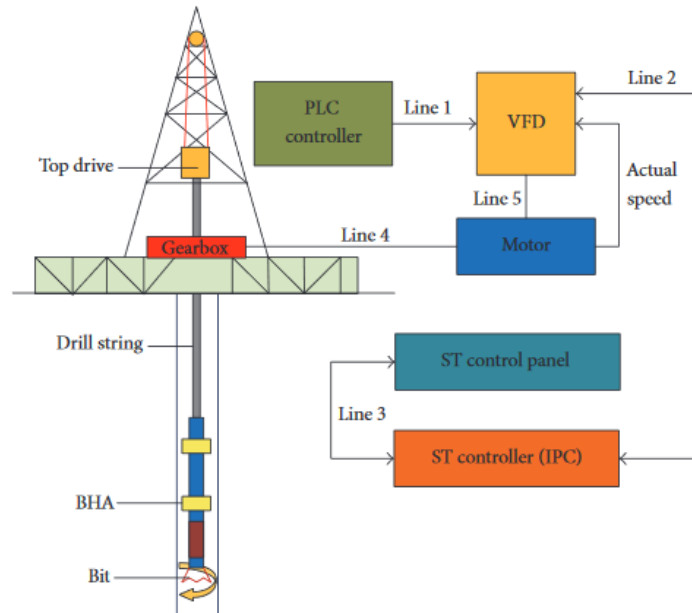 Line 2
PLC
controller
Line 1
VFD
Top drive
Actual
speed
Line 5
Gearbox
Line 4
Motor
Drill string
ST control panel
Line 3
ST controller (IPC)
BHA
Bit